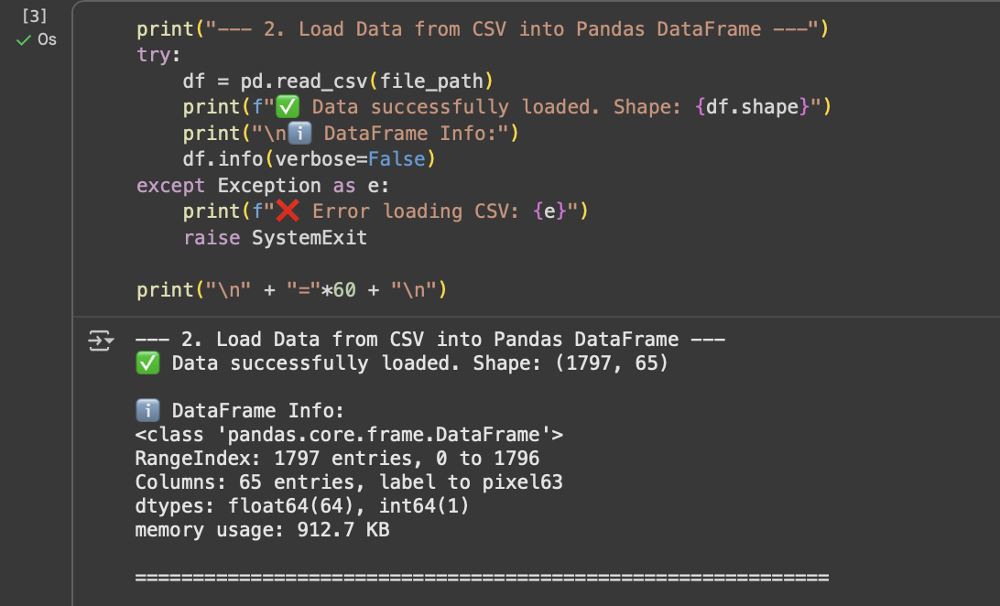 [3]
✓ 0s
print("--- 2. Load Data from CSV into Pandas DataFrame ---")
try:
    df = pd.read_csv(file_path)
    print(f"✅ Data successfully loaded. Shape: {df.shape}")
    print("\nℹ️ DataFrame Info:")
    df.info(verbose=False)
except Exception as e:
    print(f"❌ Error loading CSV: {e}")
    raise SystemExit
print("\n" + "="*60 + "\n")
--- 2. Load Data from CSV into Pandas DataFrame ---
✅ Data successfully loaded. Shape: (1797, 65)
ℹ️ DataFrame Info:
<class 'pandas.core.frame.DataFrame'>
RangeIndex: 1797 entries, 0 to 1796
Columns: 65 entries, label to pixel63
dtypes: float64(64), int64(1)
memory usage: 912.7 KB
============================================================